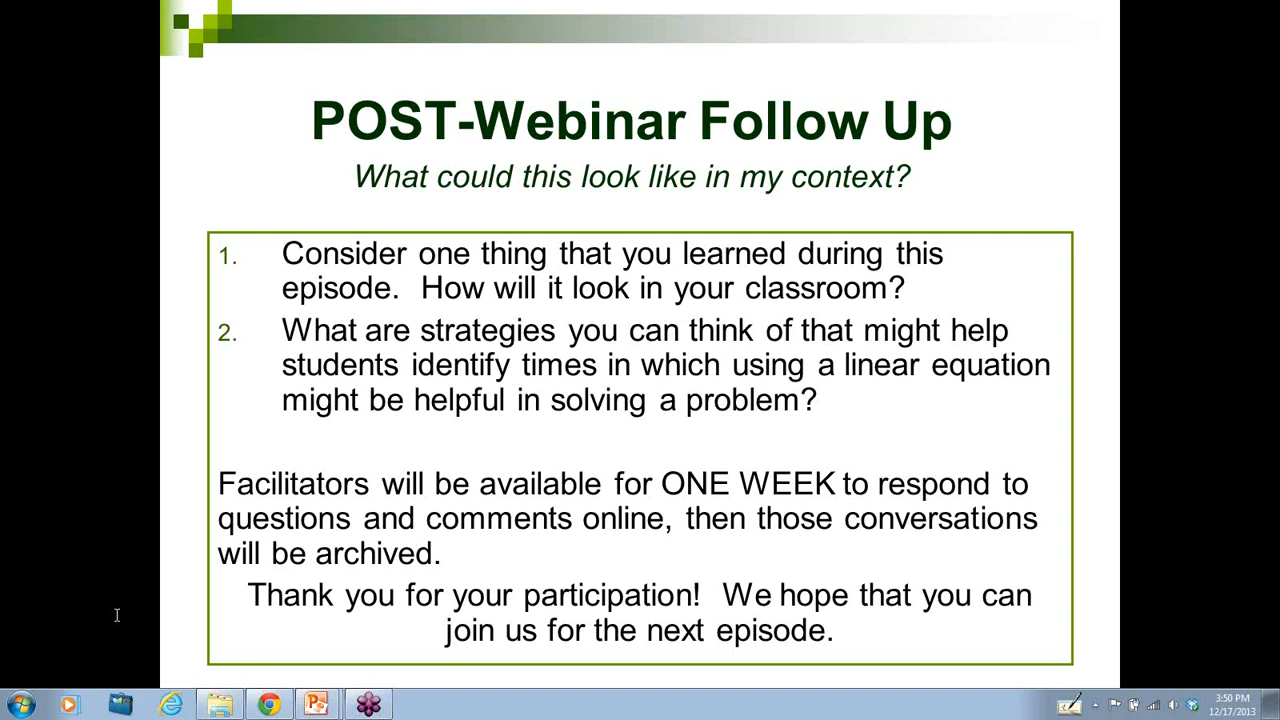 POST-Webinar Follow Up
What could this look like in my context?
1. Consider one thing that you learned during this
episode. How will it look in your classroom?
2. What are strategies you can think of that might help
students identify times in which using a linear equation
might be helpful in solving a problem?
Facilitators will be available for ONE WEEK to respond to
questions and comments online, then those conversations
will be archived.
Thank you for your participation! We hope that you can
join us for the next episode.
3:50 PM
12/17/2013